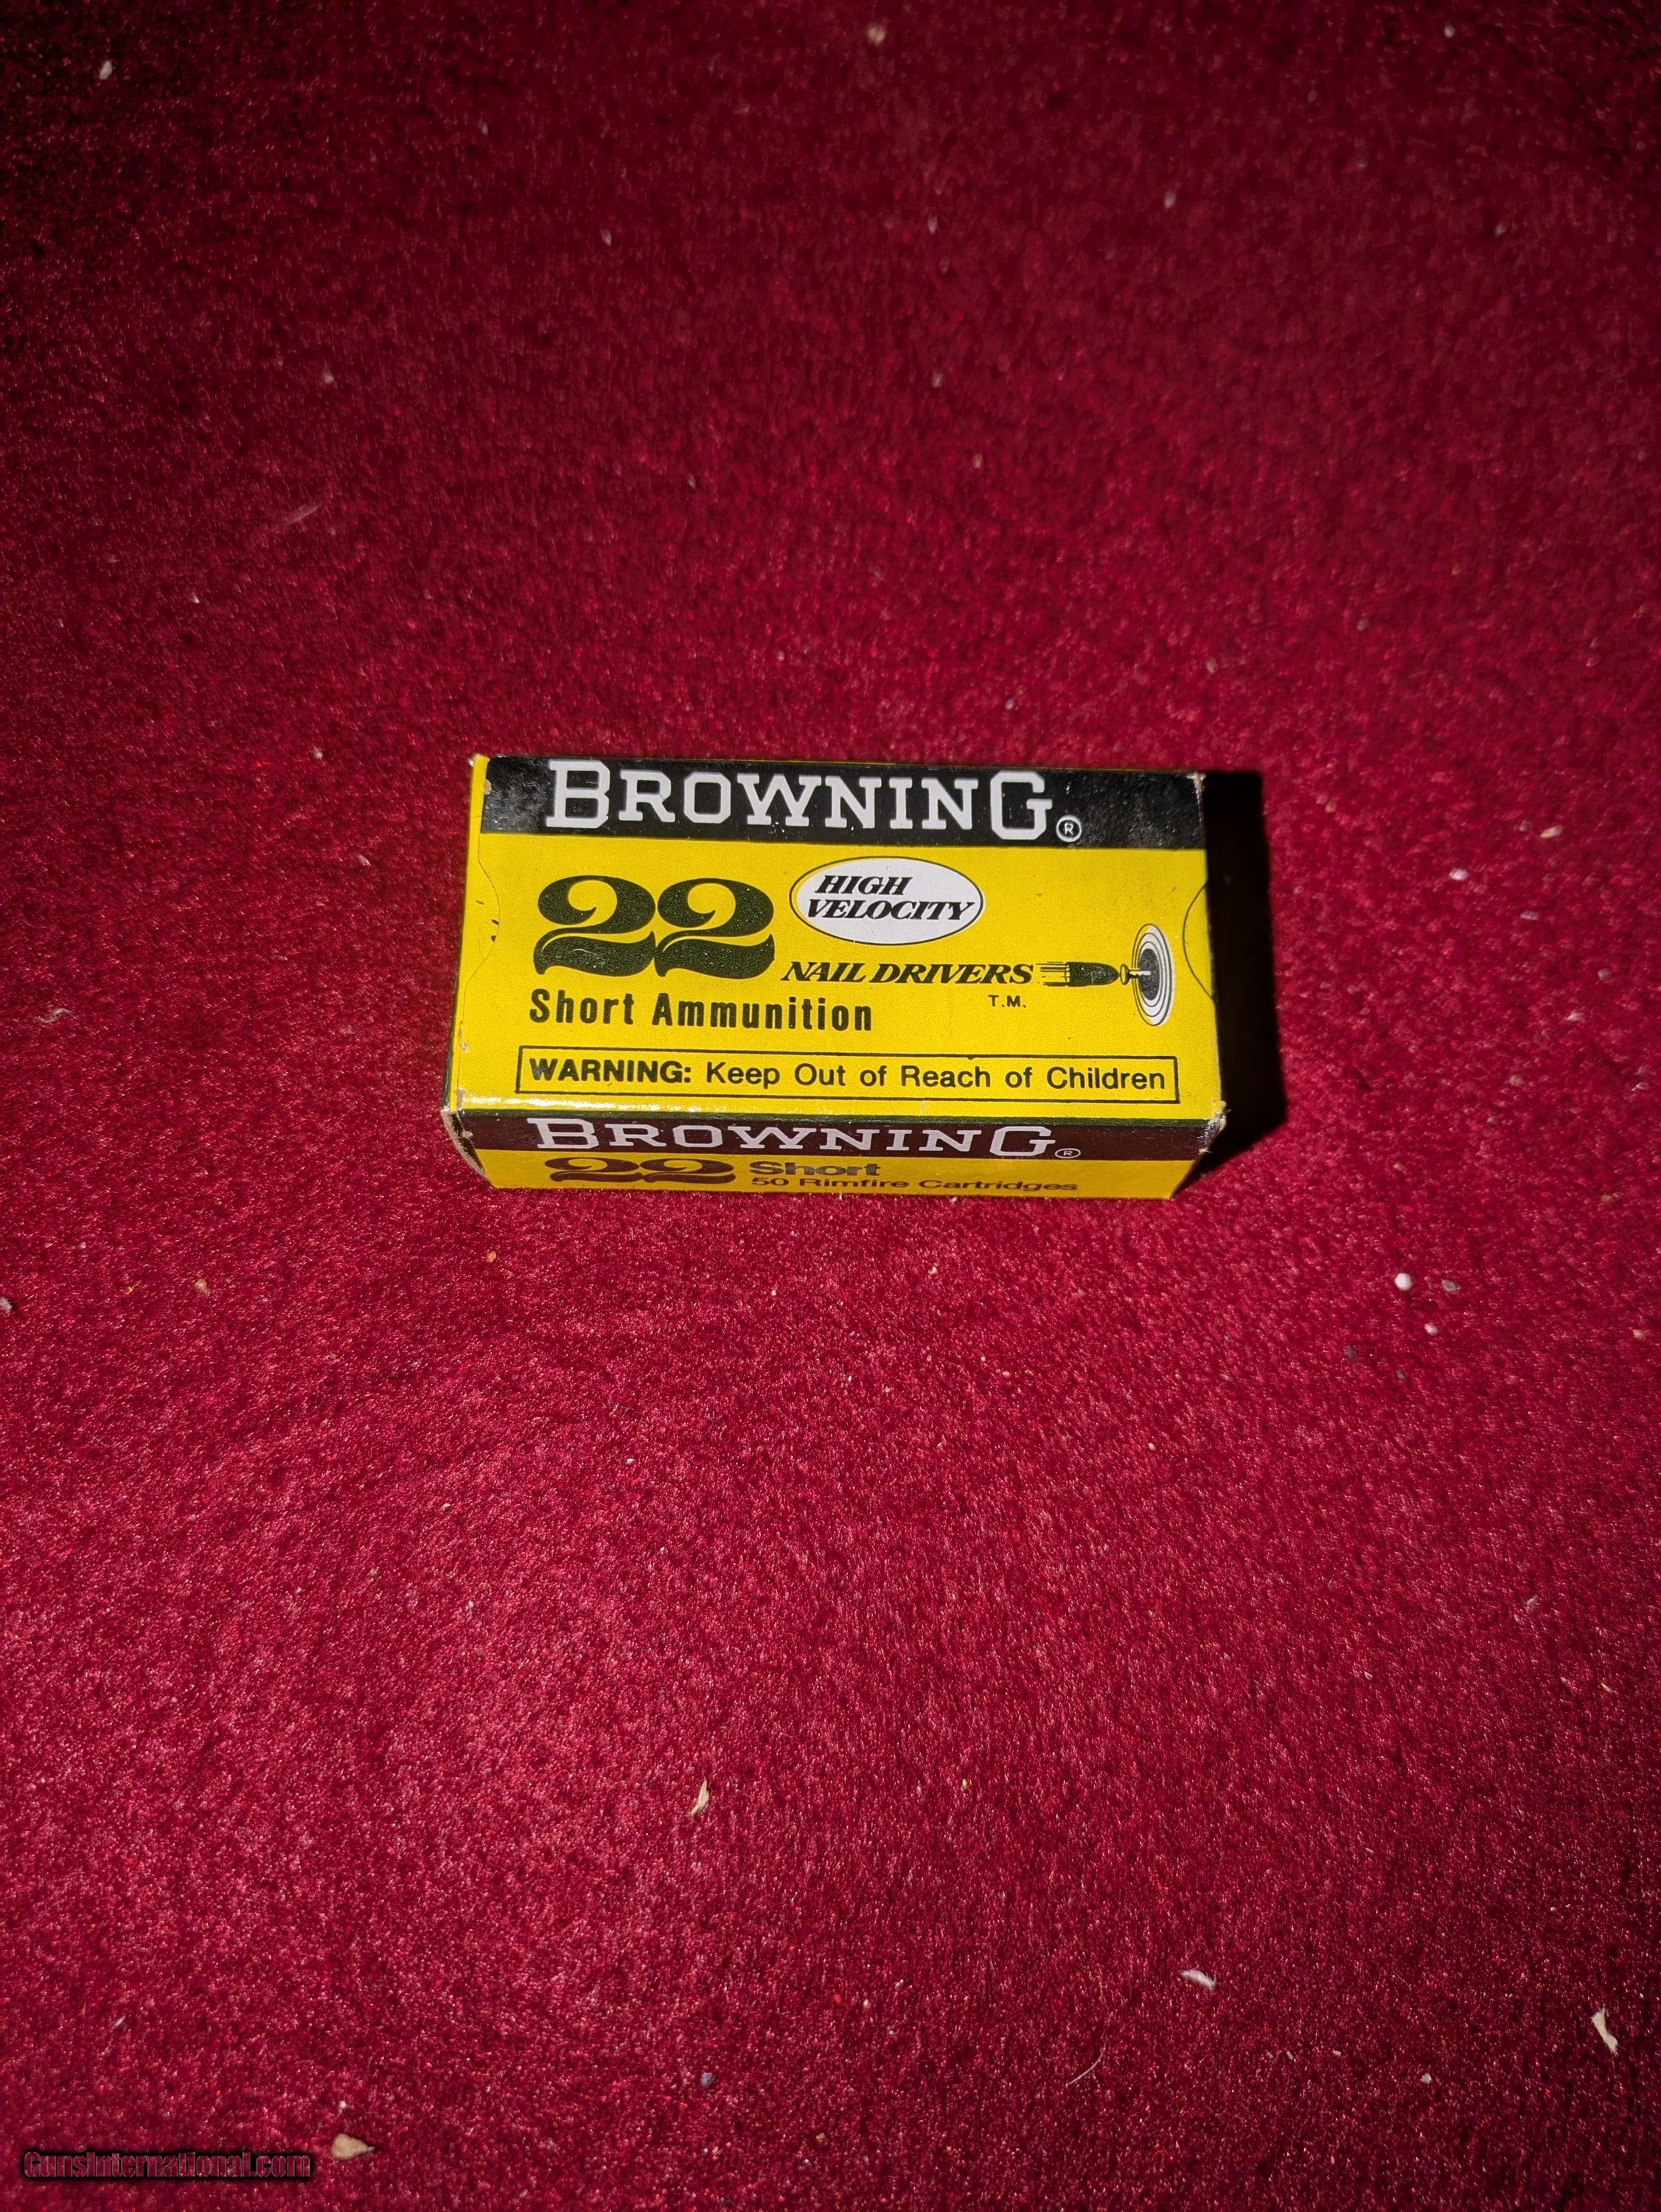 BROWNING®
22 HIGH VELOCITY
NAIL DRIVERS
T.M.
Short Ammunition
WARNING: Keep Out of Reach of Children
BROWNING®
22 Short
50 Rimfire Cartridges
GunsInternational.com